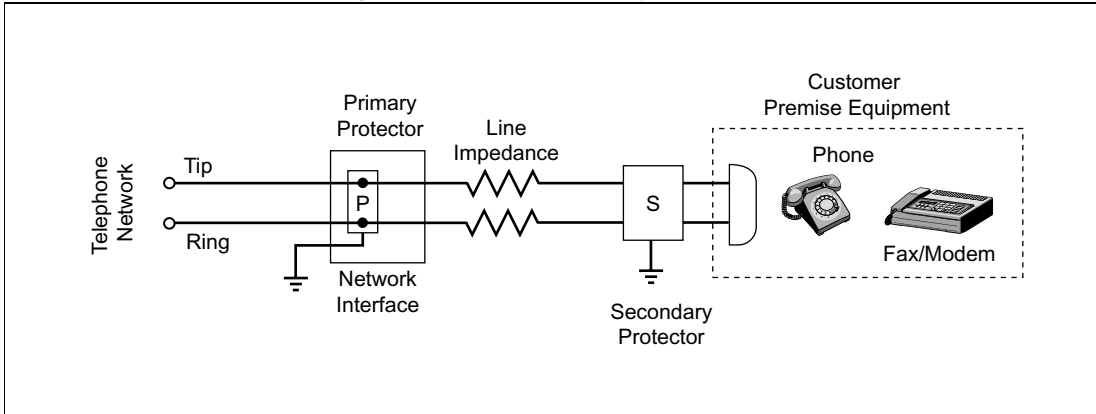 Customer
Premise Equipment
Primary
Protector
Line
Impedance
Phone
Telephone
Network
Tip
P
S
Ring
Fax/Modem
Network
Interface
Secondary
Protector